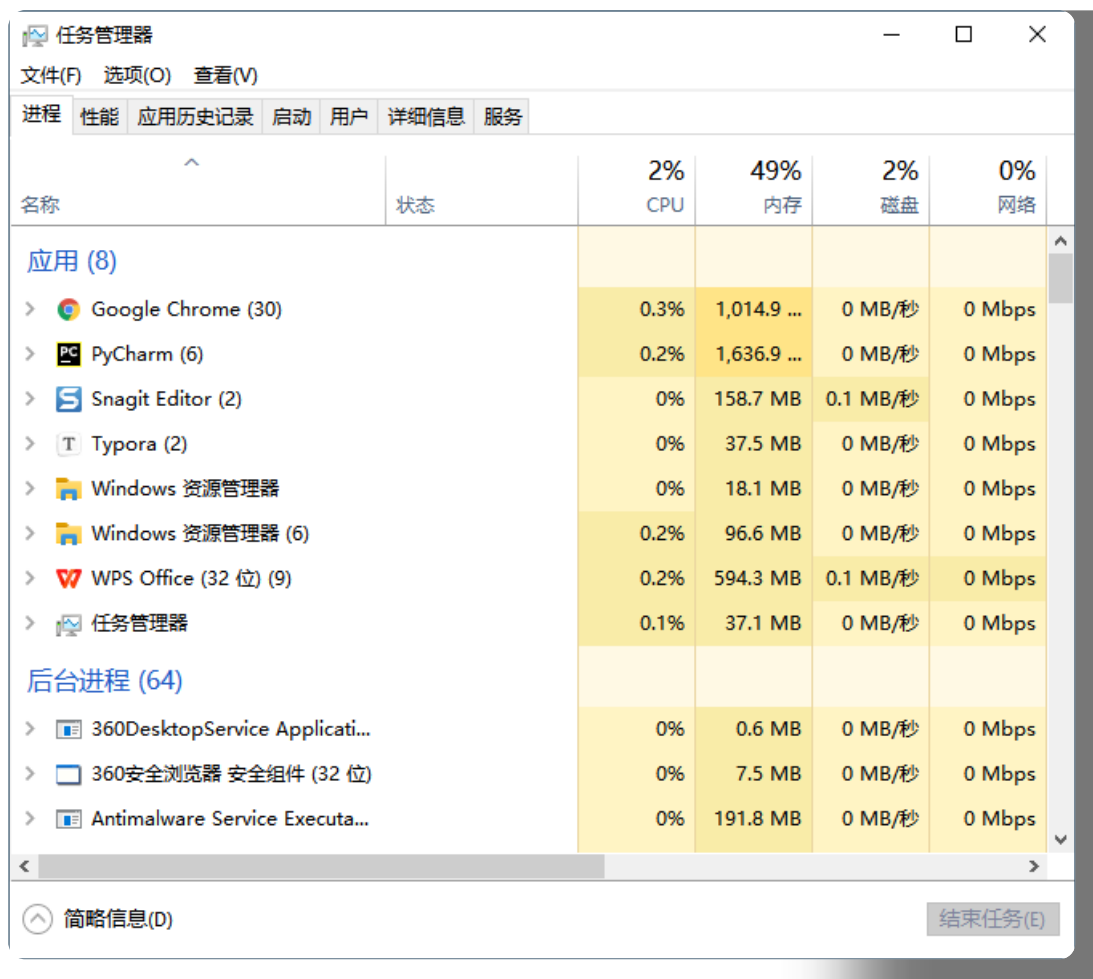 任务管理器
文件(F) 选项(O) 查看(V)
进程 性能 应用历史记录 启动 用户 详细信息 服务
2% 49% 2% 0%
名称 状态 CPU 内存 磁盘 网络
应用 (8)
Google Chrome (30) 0.3% 1,014.9 ... 0 MB/秒 0 Mbps
PC PyCharm (6) 0.2% 1,636.9 ... 0 MB/秒 0 Mbps
Snagit Editor (2) 0% 158.7 MB 0.1 MB/秒 0 Mbps
T Typora (2) 0% 37.5 MB 0 MB/秒 0 Mbps
Windows 资源管理器 0% 18.1 MB 0 MB/秒 0 Mbps
Windows 资源管理器 (6) 0.2% 96.6 MB 0 MB/秒 0 Mbps
WPS Office (32 位) (9) 0.2% 594.3 MB 0.1 MB/秒 0 Mbps
任务管理器 0.1% 37.1 MB 0 MB/秒 0 Mbps
后台进程 (64)
360DesktopService Applicati... 0% 0.6 MB 0 MB/秒 0 Mbps
360安全浏览器 安全组件 (32 位) 0% 7.5 MB 0 MB/秒 0 Mbps
Antimalware Service Executa... 0% 191.8 MB 0 MB/秒 0 Mbps
简略信息(D) 结束任务(E)